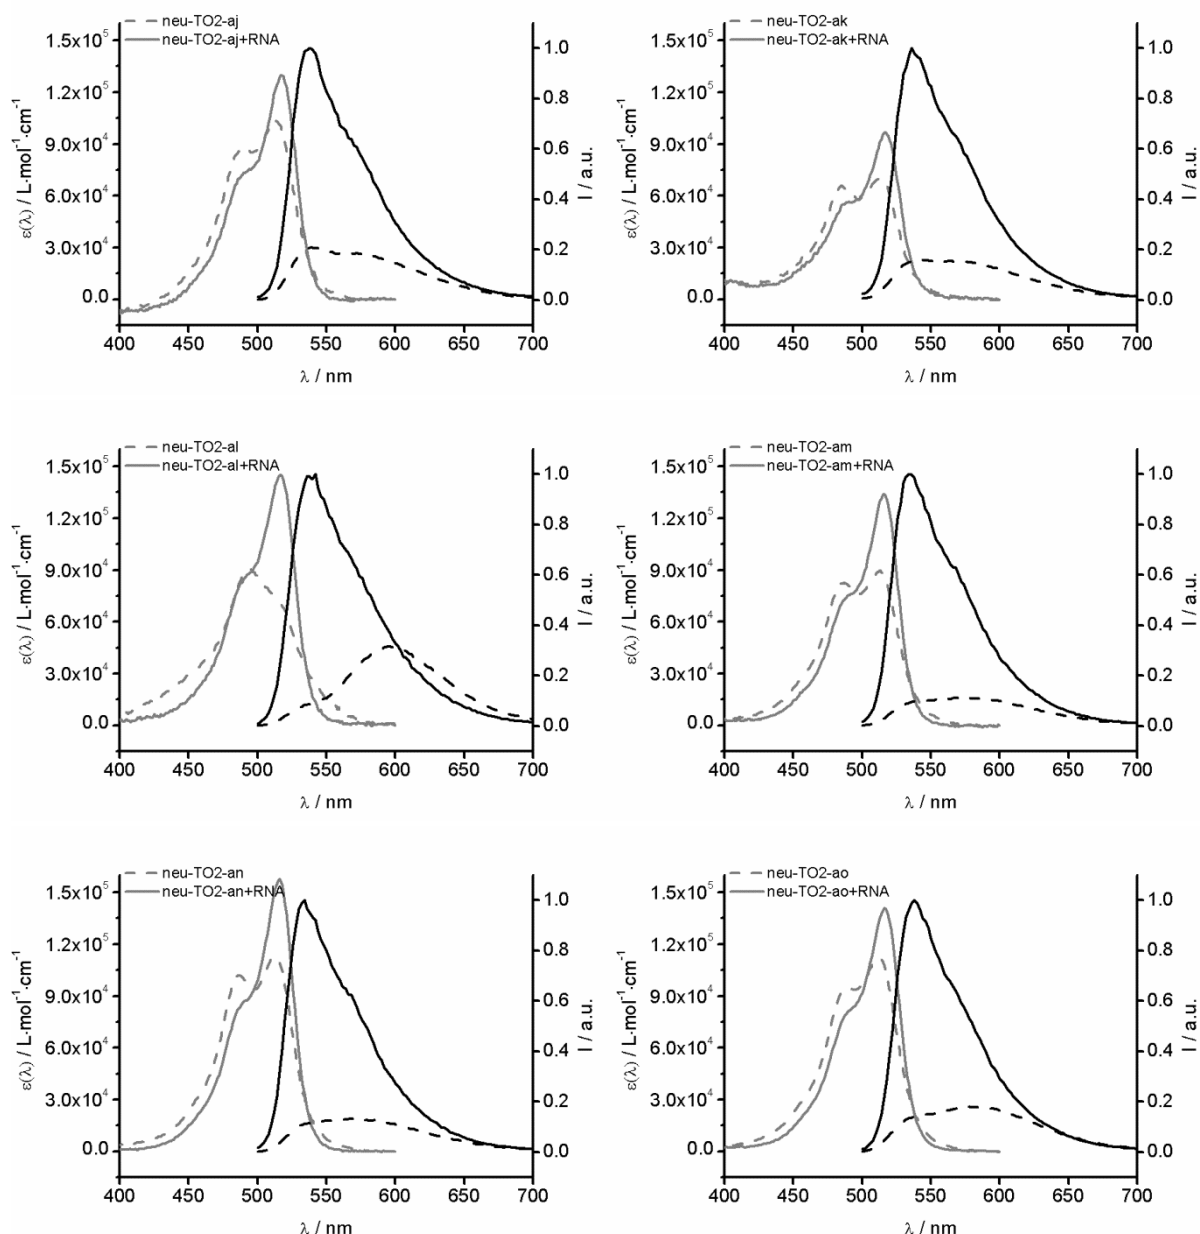 neu-TO2-aj
neu-TO2-aj+RNA
1.5x10⁵
1.2x10⁵
9.0x10⁴
6.0x10⁴
3.0x10⁴
0.0
ε(λ) / L·mol⁻¹·cm⁻¹
1.0
0.8
0.6
0.4
0.2
0.0
I / a.u.
400 450 500 550 600 650 700
λ / nm
neu-TO2-ak
neu-TO2-ak+RNA
1.5x10⁵
1.2x10⁵
9.0x10⁴
6.0x10⁴
3.0x10⁴
0.0
ε(λ) / L·mol⁻¹·cm⁻¹
1.0
0.8
0.6
0.4
0.2
0.0
I / a.u.
400 450 500 550 600 650 700
λ / nm
neu-TO2-al
neu-TO2-al+RNA
1.5x10⁵
1.2x10⁵
9.0x10⁴
6.0x10⁴
3.0x10⁴
0.0
ε(λ) / L·mol⁻¹·cm⁻¹
1.0
0.8
0.6
0.4
0.2
0.0
I / a.u.
400 450 500 550 600 650 700
λ / nm
neu-TO2-am
neu-TO2-am+RNA
1.5x10⁵
1.2x10⁵
9.0x10⁴
6.0x10⁴
3.0x10⁴
0.0
ε(λ) / L·mol⁻¹·cm⁻¹
1.0
0.8
0.6
0.4
0.2
0.0
I / a.u.
400 450 500 550 600 650 700
λ / nm
neu-TO2-an
neu-TO2-an+RNA
1.5x10⁵
1.2x10⁵
9.0x10⁴
6.0x10⁴
3.0x10⁴
0.0
ε(λ) / L·mol⁻¹·cm⁻¹
1.0
0.8
0.6
0.4
0.2
0.0
I / a.u.
400 450 500 550 600 650 700
λ / nm
neu-TO2-ao
neu-TO2-ao+RNA
1.5x10⁵
1.2x10⁵
9.0x10⁴
6.0x10⁴
3.0x10⁴
0.0
ε(λ) / L·mol⁻¹·cm⁻¹
1.0
0.8
0.6
0.4
0.2
0.0
I / a.u.
400 450 500 550 600 650 700
λ / nm